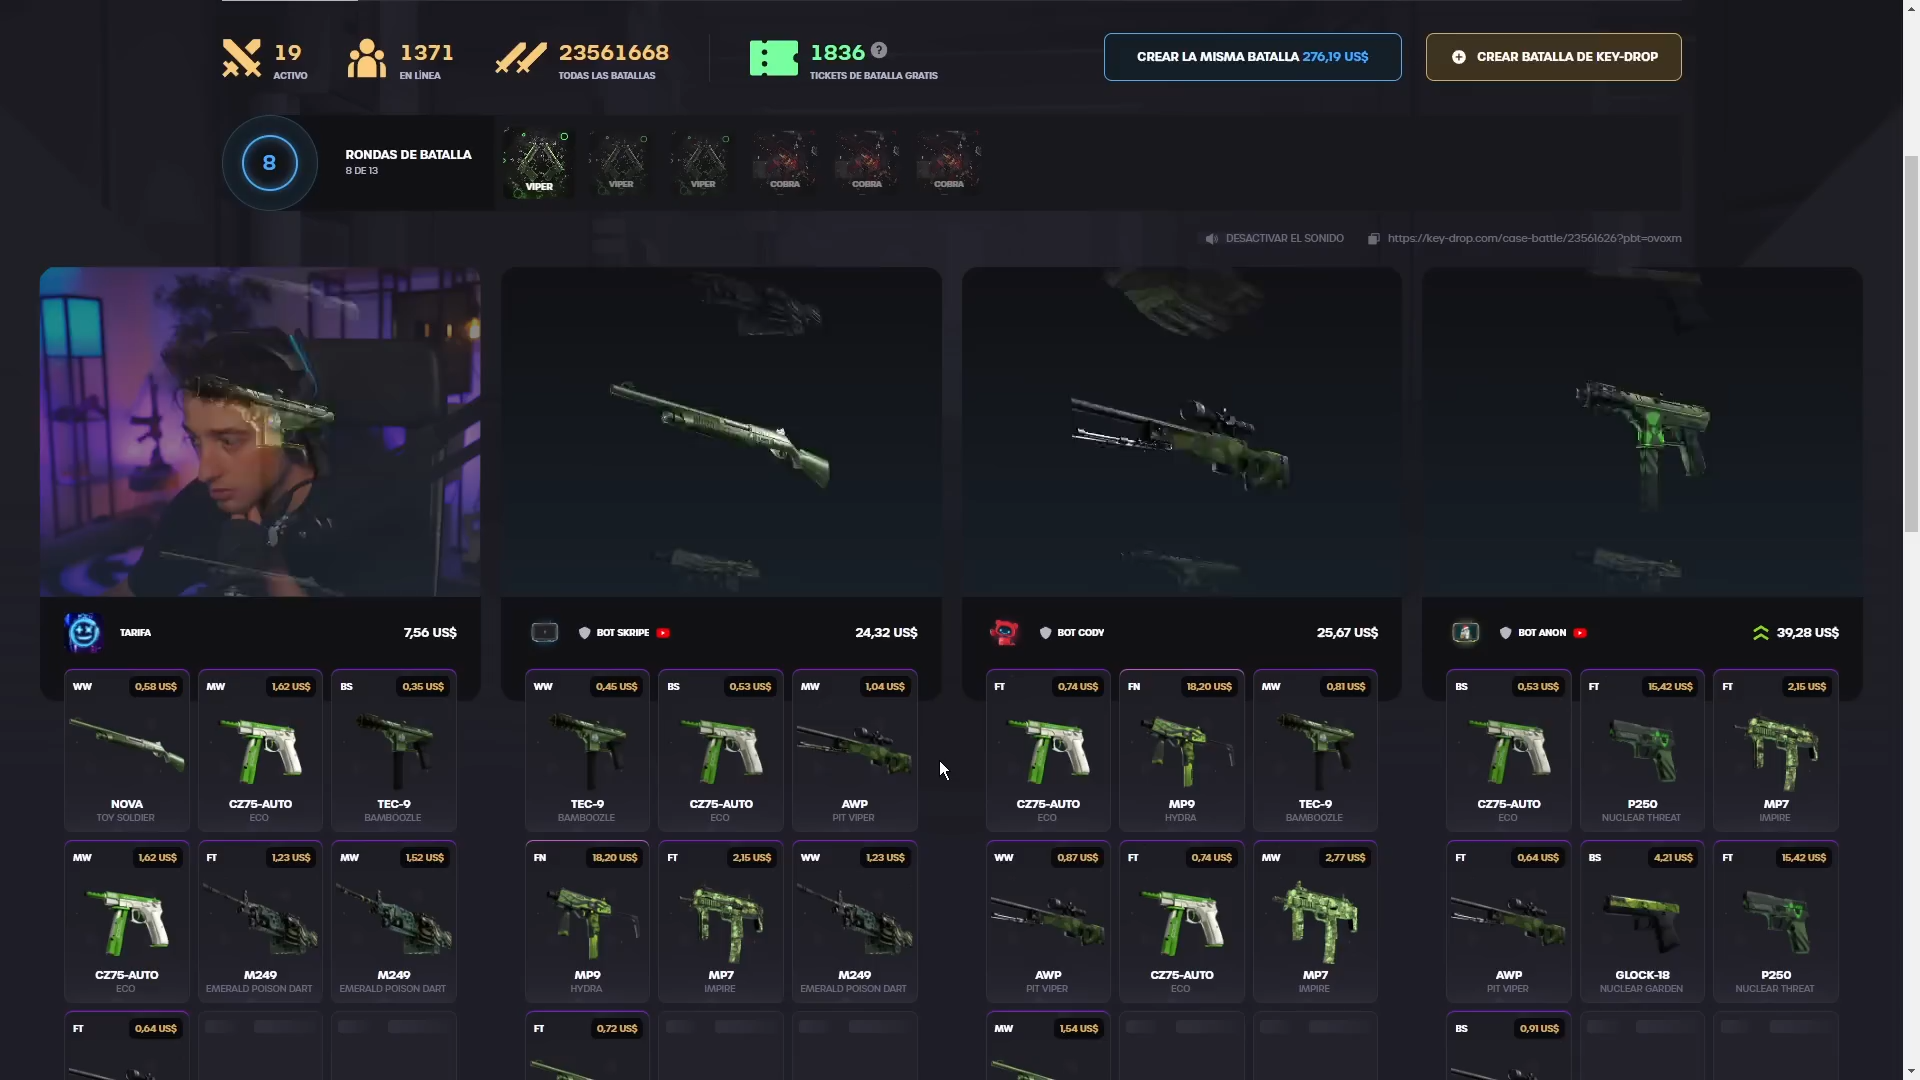 19
ACTIVO
1371
EN LÍNEA
23561668
TODAS LAS BATALLAS
1836 ?
TICKETS DE BATALLA GRATIS
CREAR LA MISMA BATALLA 276,19 US$
CREAR BATALLA DE KEY-DROP
8
RONDAS DE BATALLA
8 DE 13
VIPER
VIPER
VIPER
COBRA
COBRA
COBRA
DESACTIVAR EL SONIDO
https://key-drop.com/case-battle/23561626?pbt=ovoxm
TARIFA 7,56 US$
BOT SKRIPE 24,32 US$
BOT CODY 25,67 US$
BOT ANON 39,28 US$
WW 0,58 US$
NOVA
TOY SOLDIER
MW 1,62 US$
CZ75-AUTO
ECO
BS 0,35 US$
TEC-9
BAMBOOZLE
WW 0,45 US$
TEC-9
BAMBOOZLE
BS 0,53 US$
CZ75-AUTO
ECO
MW 1,04 US$
AWP
PIT VIPER
FT 0,74 US$
CZ75-AUTO
ECO
FN 18,20 US$
MP9
HYDRA
MW 0,81 US$
TEC-9
BAMBOOZLE
BS 0,53 US$
CZ75-AUTO
ECO
FT 15,42 US$
P250
NUCLEAR THREAT
FT 2,15 US$
MP7
IMPIRE
MW 1,62 US$
CZ75-AUTO
ECO
FT 1,23 US$
M249
EMERALD POISON DART
MW 1,52 US$
M249
EMERALD POISON DART
FN 18,20 US$
MP9
HYDRA
FT 2,15 US$
MP7
IMPIRE
WW 1,23 US$
M249
EMERALD POISON DART
WW 0,87 US$
AWP
PIT VIPER
FT 0,74 US$
CZ75-AUTO
ECO
MW 2,77 US$
MP7
IMPIRE
FT 0,64 US$
AWP
PIT VIPER
BS 4,21 US$
GLOCK-18
NUCLEAR GARDEN
FT 15,42 US$
P250
NUCLEAR THREAT
FT 0,64 US$
FT 0,72 US$
MW 1,54 US$
BS 0,91 US$